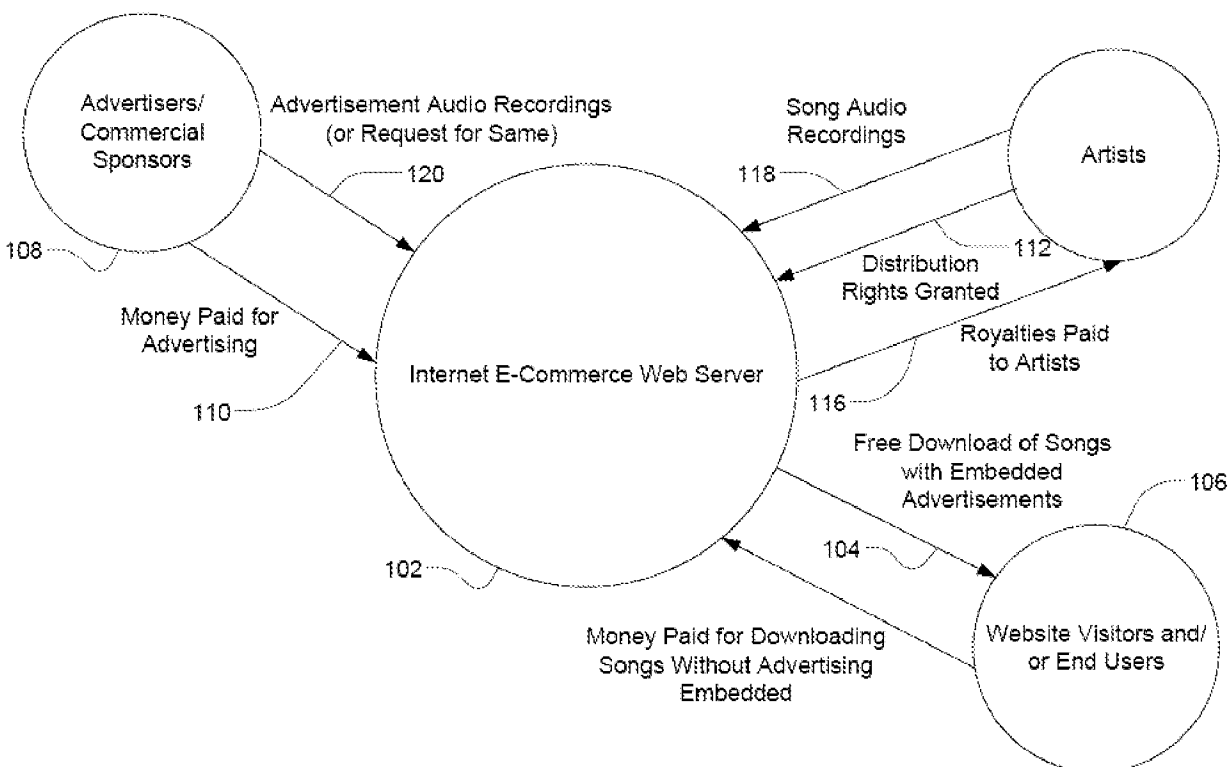 Advertisers/
Commercial
Sponsors
108
Advertisement Audio Recordings
(or Request for Same)
120
Money Paid for
Advertising
110
Song Audio
Recordings
118
Artists
112
Distribution
Rights Granted
Royalties Paid
to Artists
116
Internet E-Commerce Web Server
102
Free Download of Songs
with Embedded
Advertisements
104
106
Money Paid for Downloading
Songs Without Advertising
Embedded
Website Visitors and/
or End Users